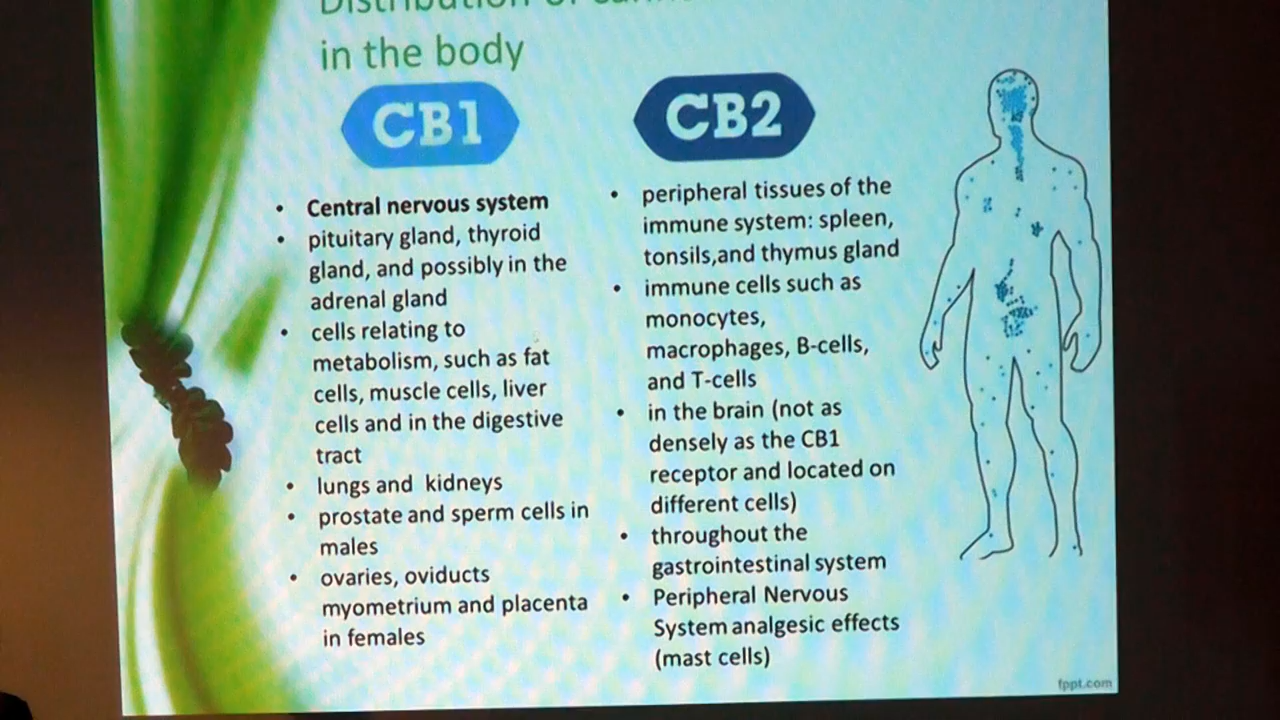 Distribution of
in the body
CB1
• Central nervous system
• pituitary gland, thyroid
gland, and possibly in the
adrenal gland
• cells relating to
metabolism, such as fat
cells, muscle cells, liver
cells and in the digestive
tract
• lungs and kidneys
• prostate and sperm cells in
males
• ovaries, oviducts
myometrium and placenta
in females
CB2
• peripheral tissues of the
immune system: spleen,
tonsils,and thymus gland
• immune cells such as
monocytes,
macrophages, B-cells,
and T-cells
• in the brain (not as
densely as the CB1
receptor and located on
different cells)
• throughout the
gastrointestinal system
• Peripheral Nervous
System analgesic effects
(mast cells)
fppt.com